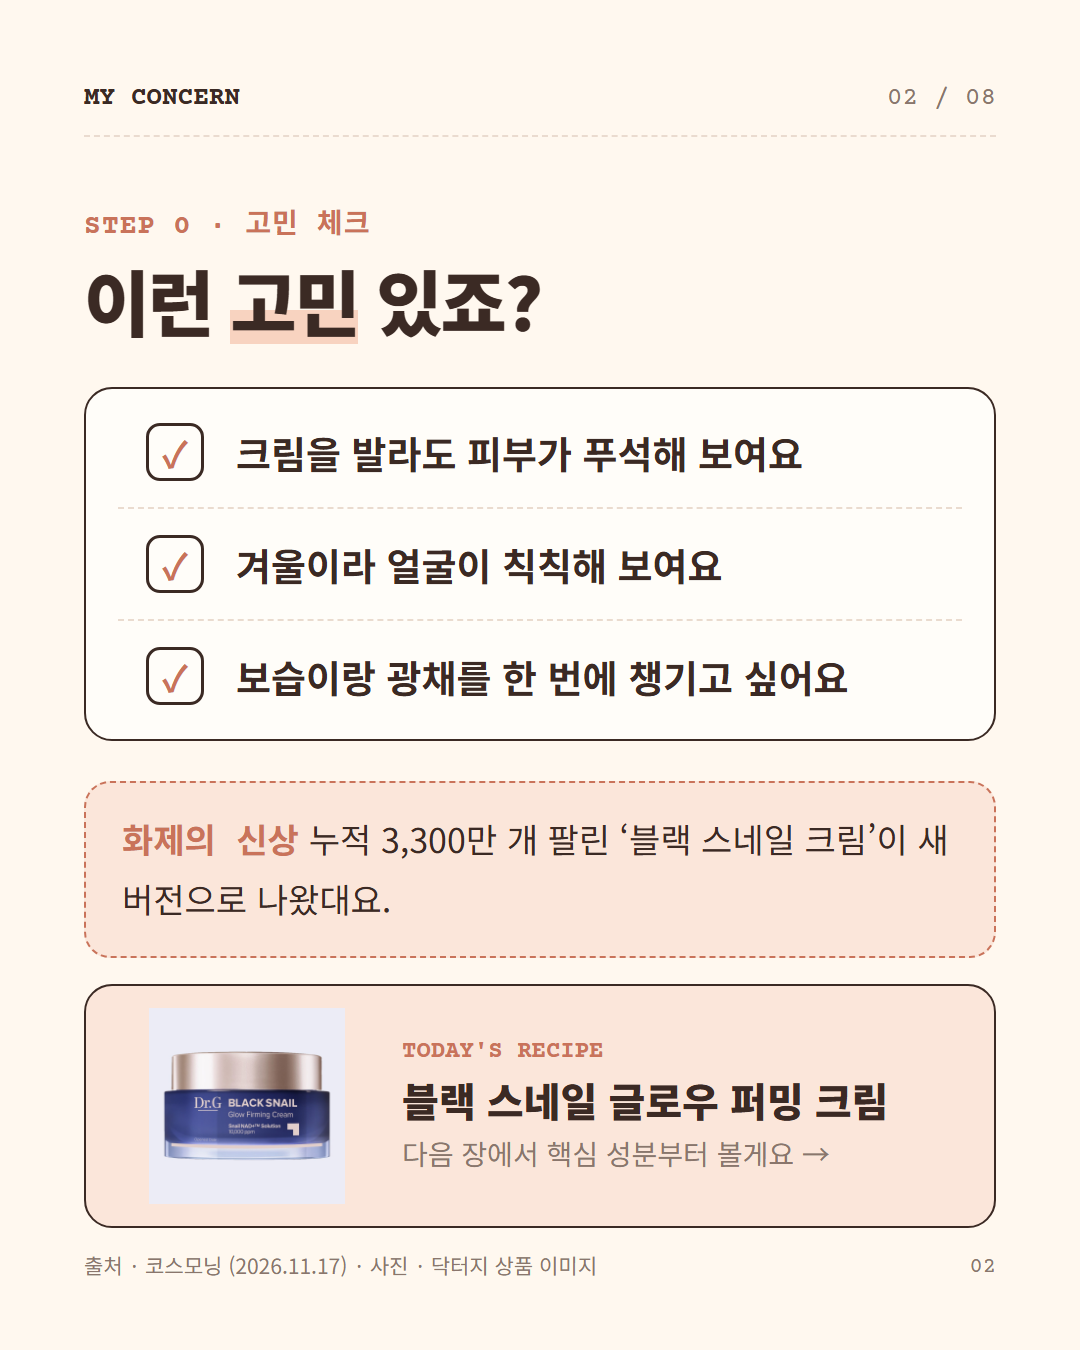 MY CONCERN
02 / 08
STEP 0 · 고민 체크
이런 고민 있죠?
✓ 크림을 발라도 피부가 푸석해 보여요
✓ 겨울이라 얼굴이 칙칙해 보여요
✓ 보습이랑 광채를 한 번에 챙기고 싶어요
화제의 신상 누적 3,300만 개 팔린 ‘블랙 스네일 크림’이 새
버전으로 나왔대요.
Dr.G BLACK SNAIL
Glow Firming Cream
TODAY'S RECIPE
블랙 스네일 글로우 퍼밍 크림
다음 장에서 핵심 성분부터 볼게요 →
출처 · 코스모닝 (2026.11.17) · 사진 · 닥터지 상품 이미지
02